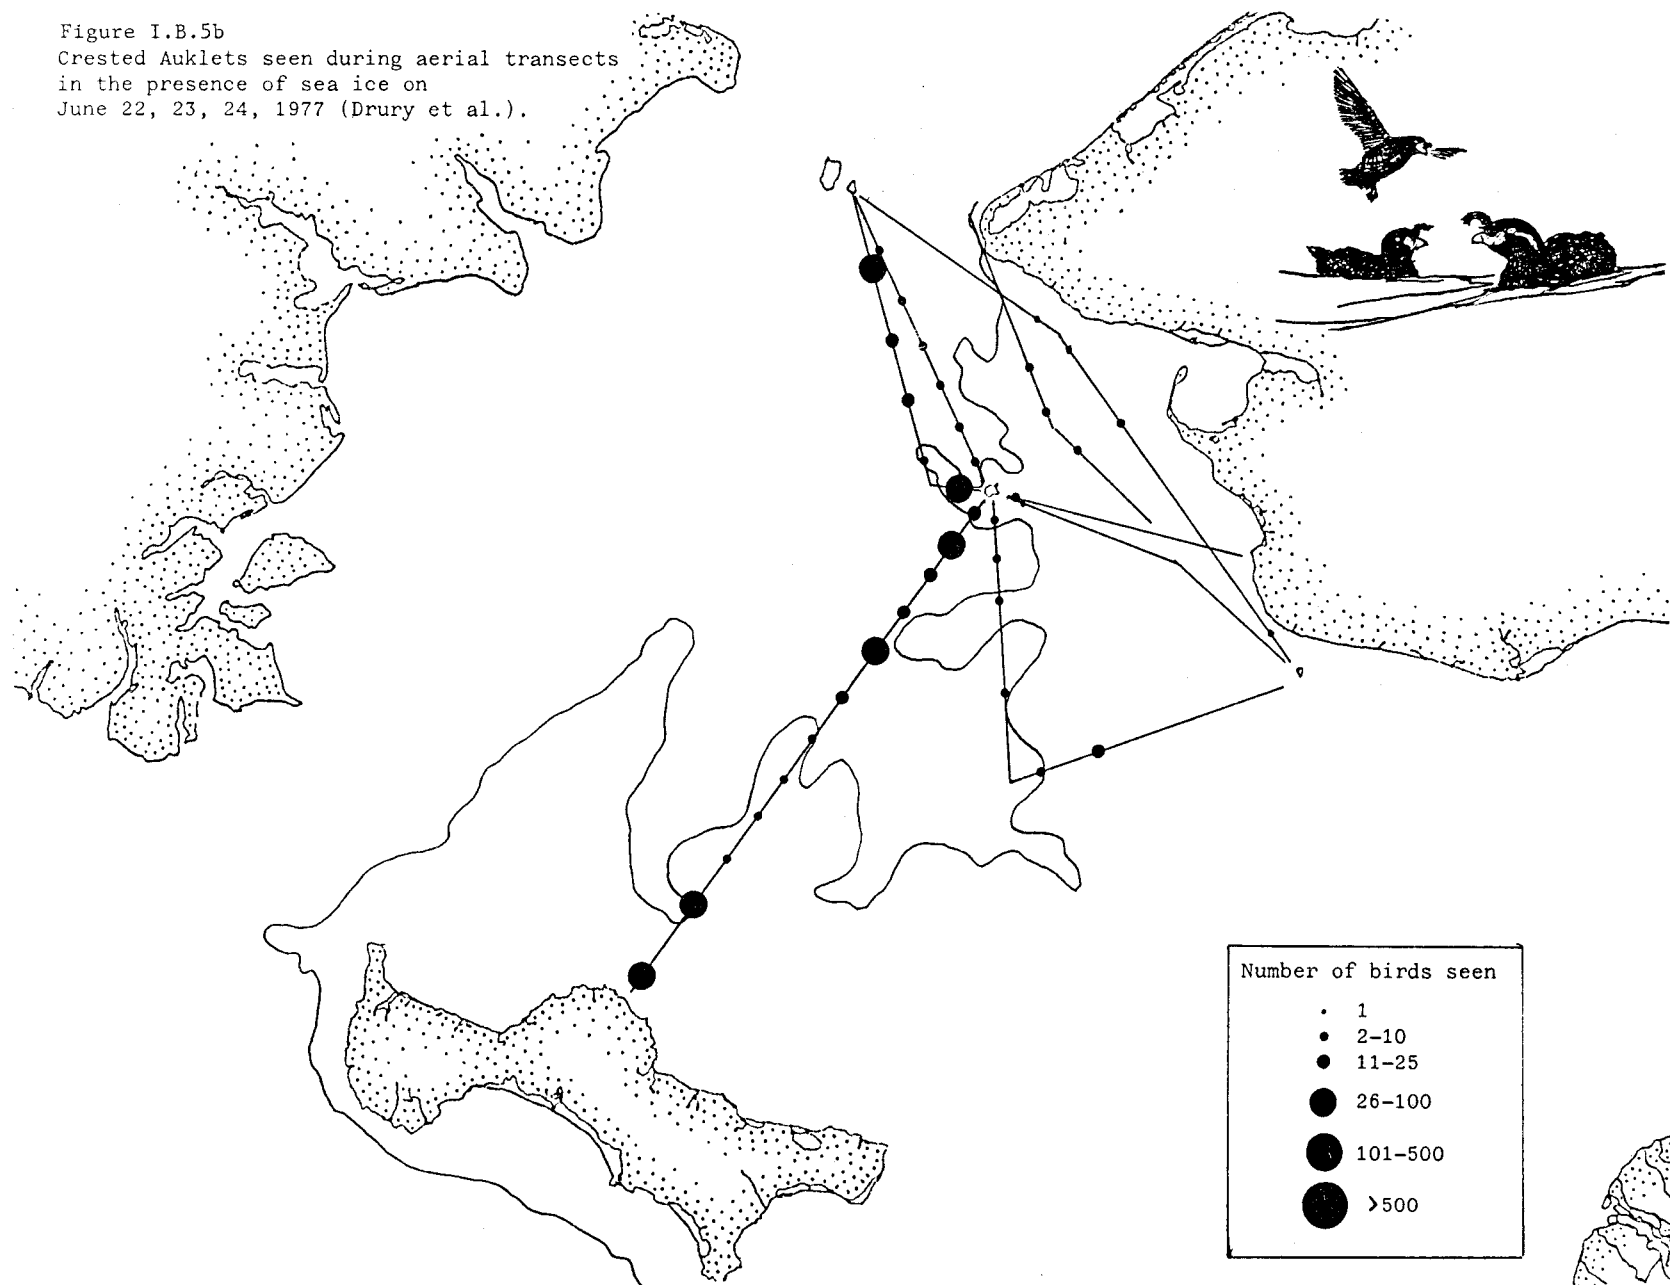 Figure I.B.5b
Crested Auklets seen during aerial transects
in the presence of sea ice on
June 22, 23, 24, 1977 (Drury et al.).
Number of birds seen
1
2-10
11-25
26-100
101-500
>500